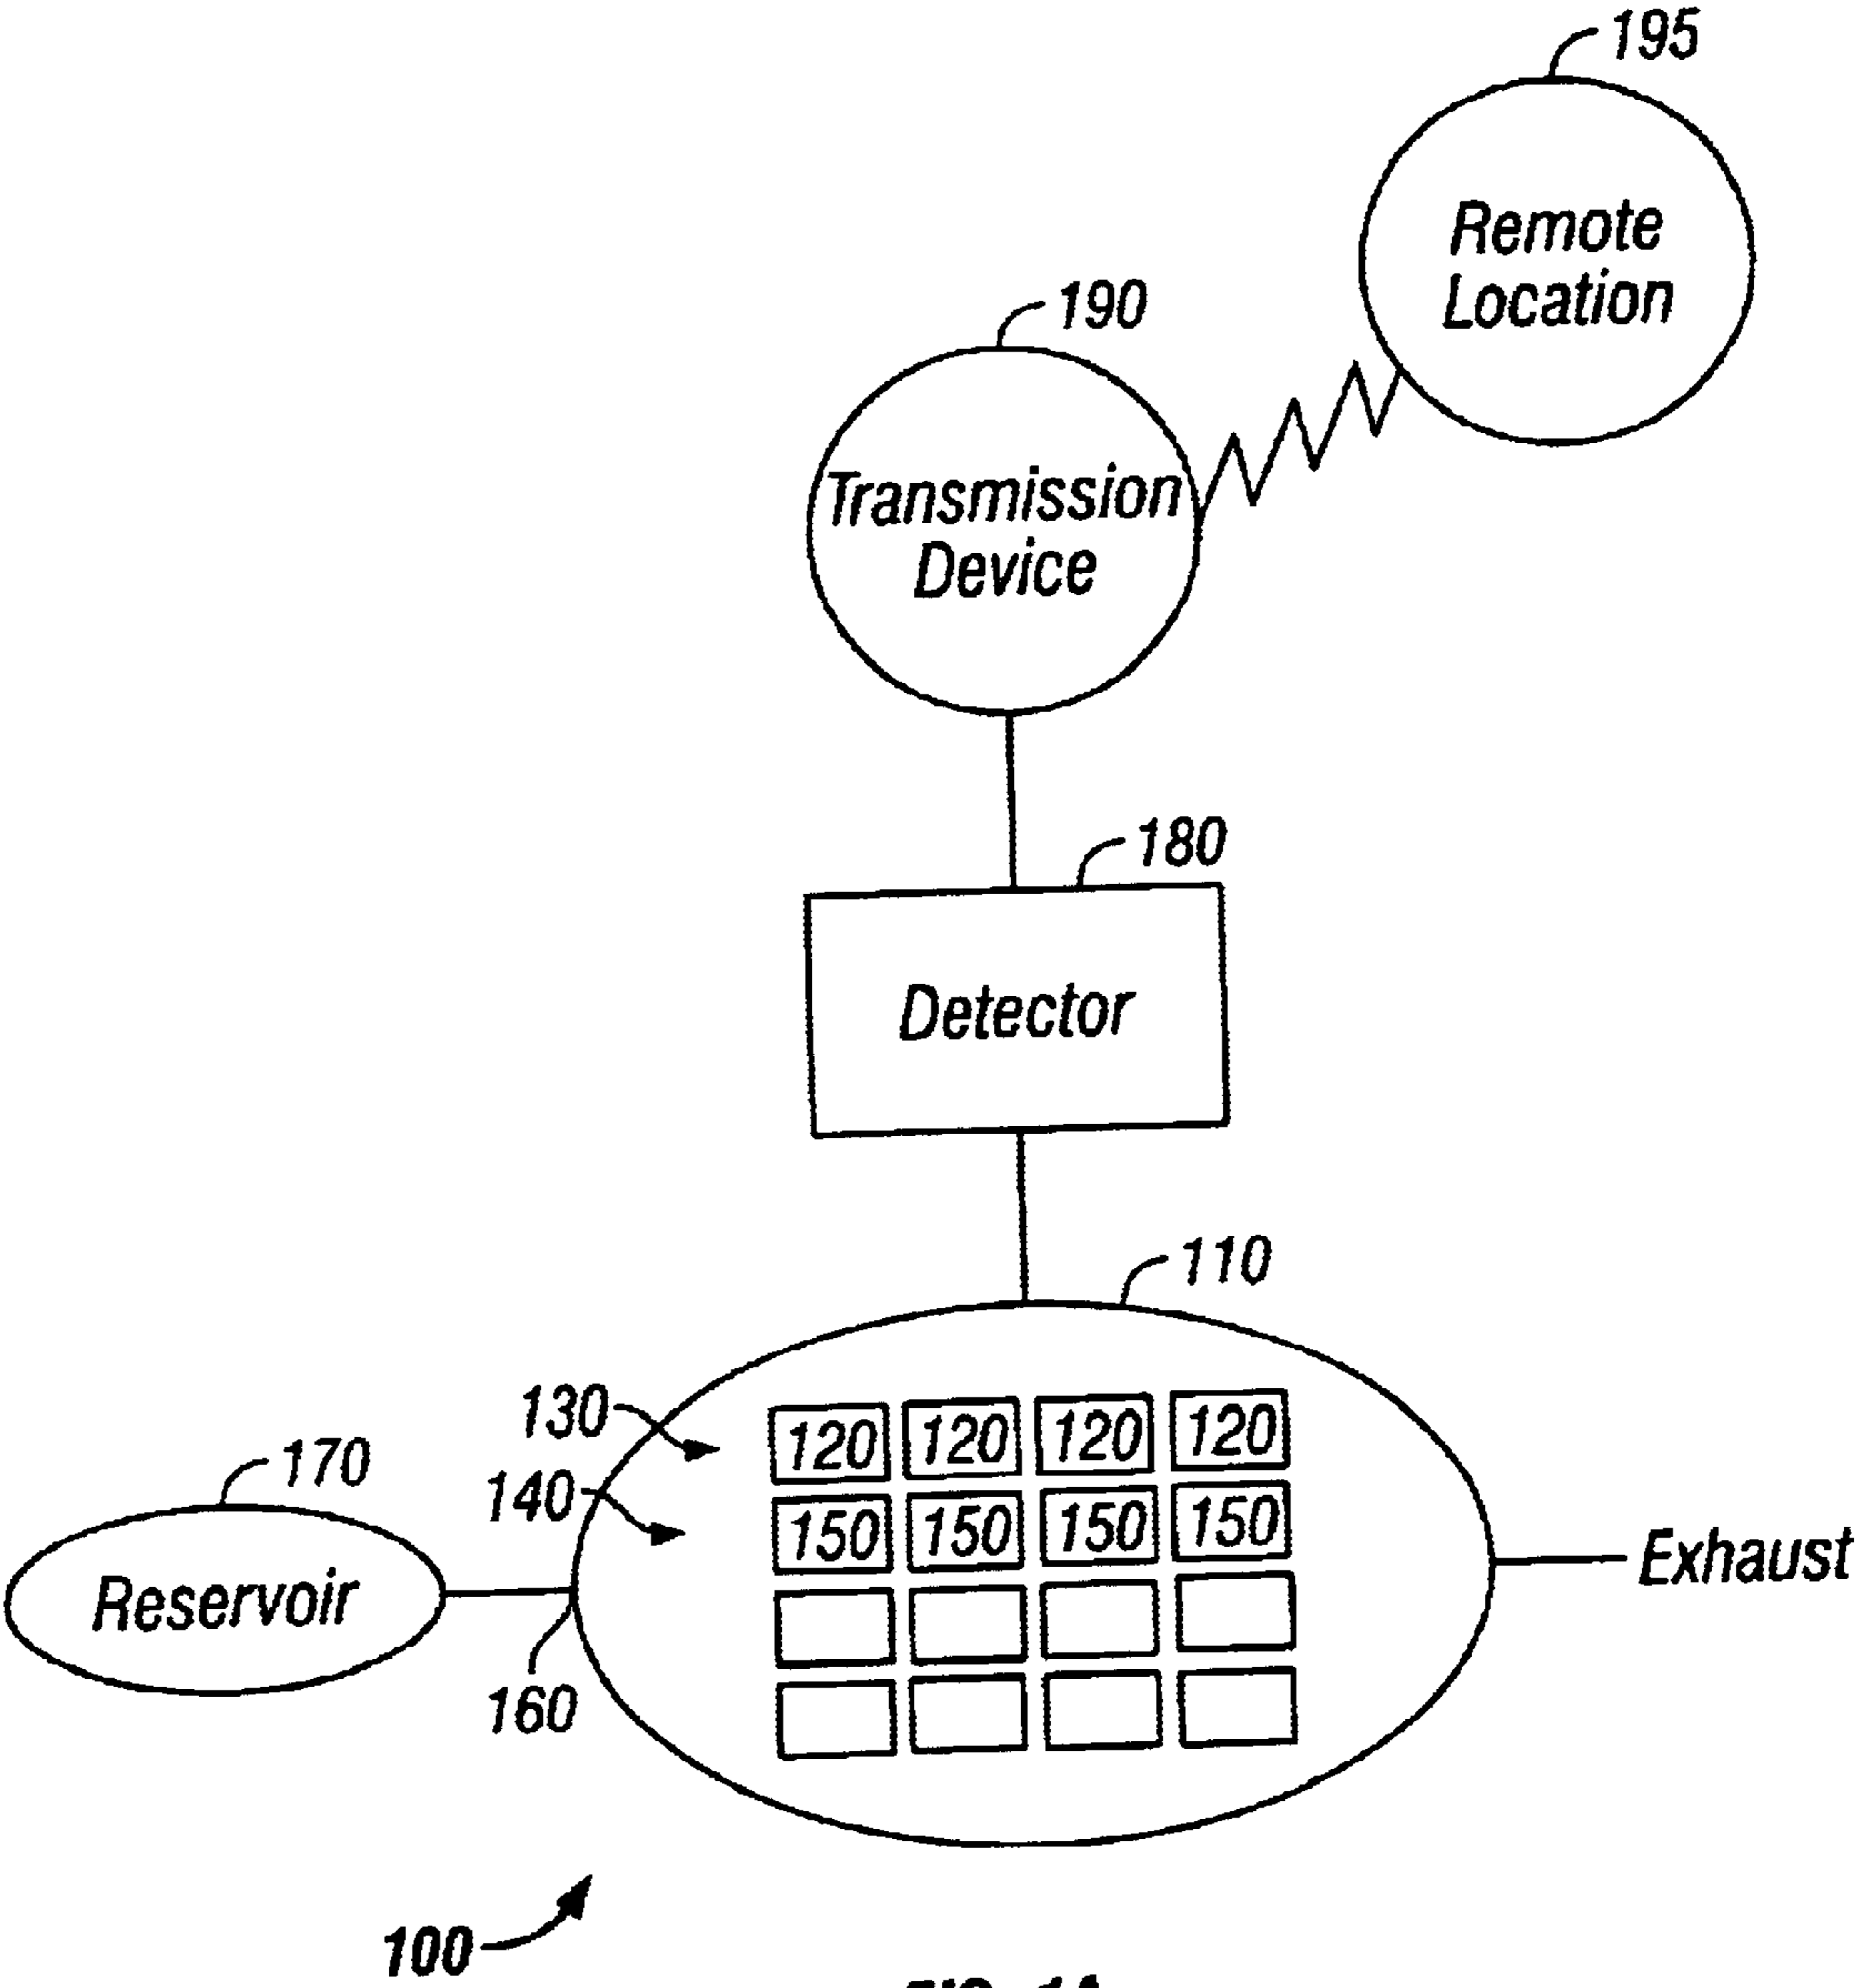 195
Remote
Location
190
Transmission
Device
180
Detector
110
130
120 120 120 120
140
150 150 150 150
170
Reservoir
Exhaust
160
100